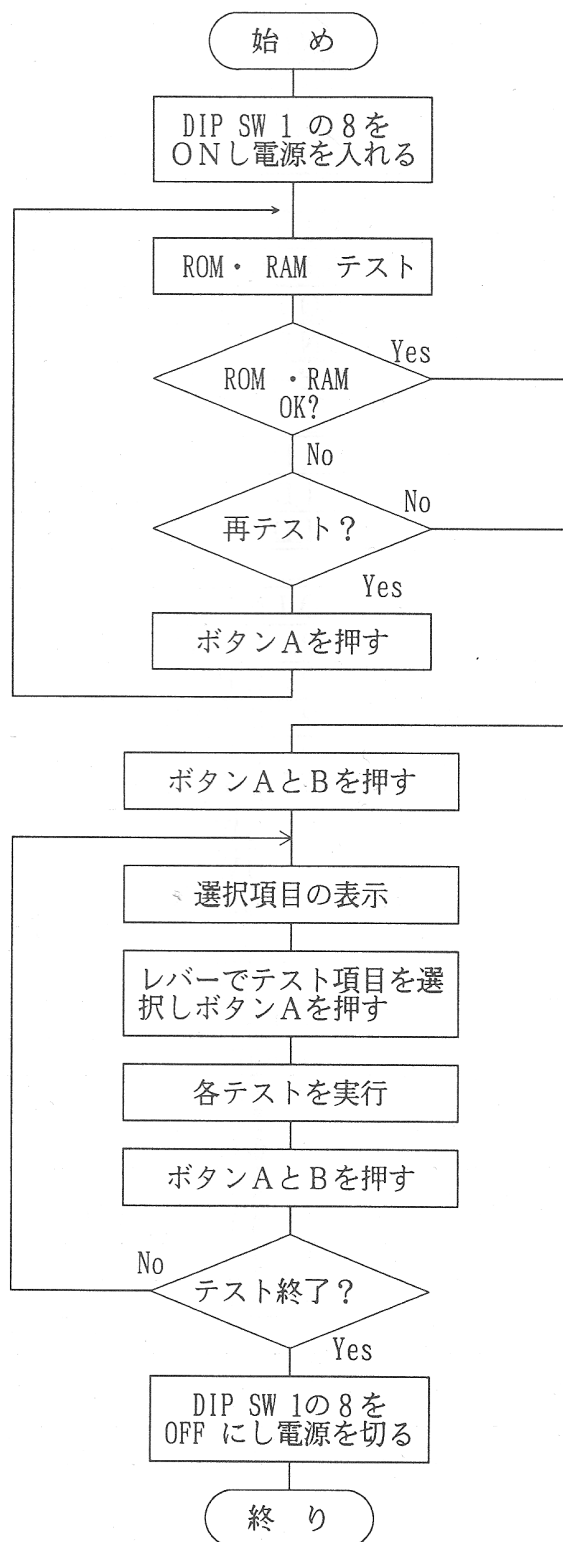 始　め
DIP SW 1 の 8 を
ＯＮし電源を入れる
ROM・ RAM テスト
Yes
ROM ・RAM
OK?
No
No
再テスト？
Yes
ボタンＡを押す
ボタンＡとＢを押す
選択項目の表示
レバーでテスト項目を選
択しボタンＡを押す
各テストを実行
ボタンＡとＢを押す
No
テスト終了？
Yes
DIP SW 1の 8 を
OFF にし電源を切る
終　り